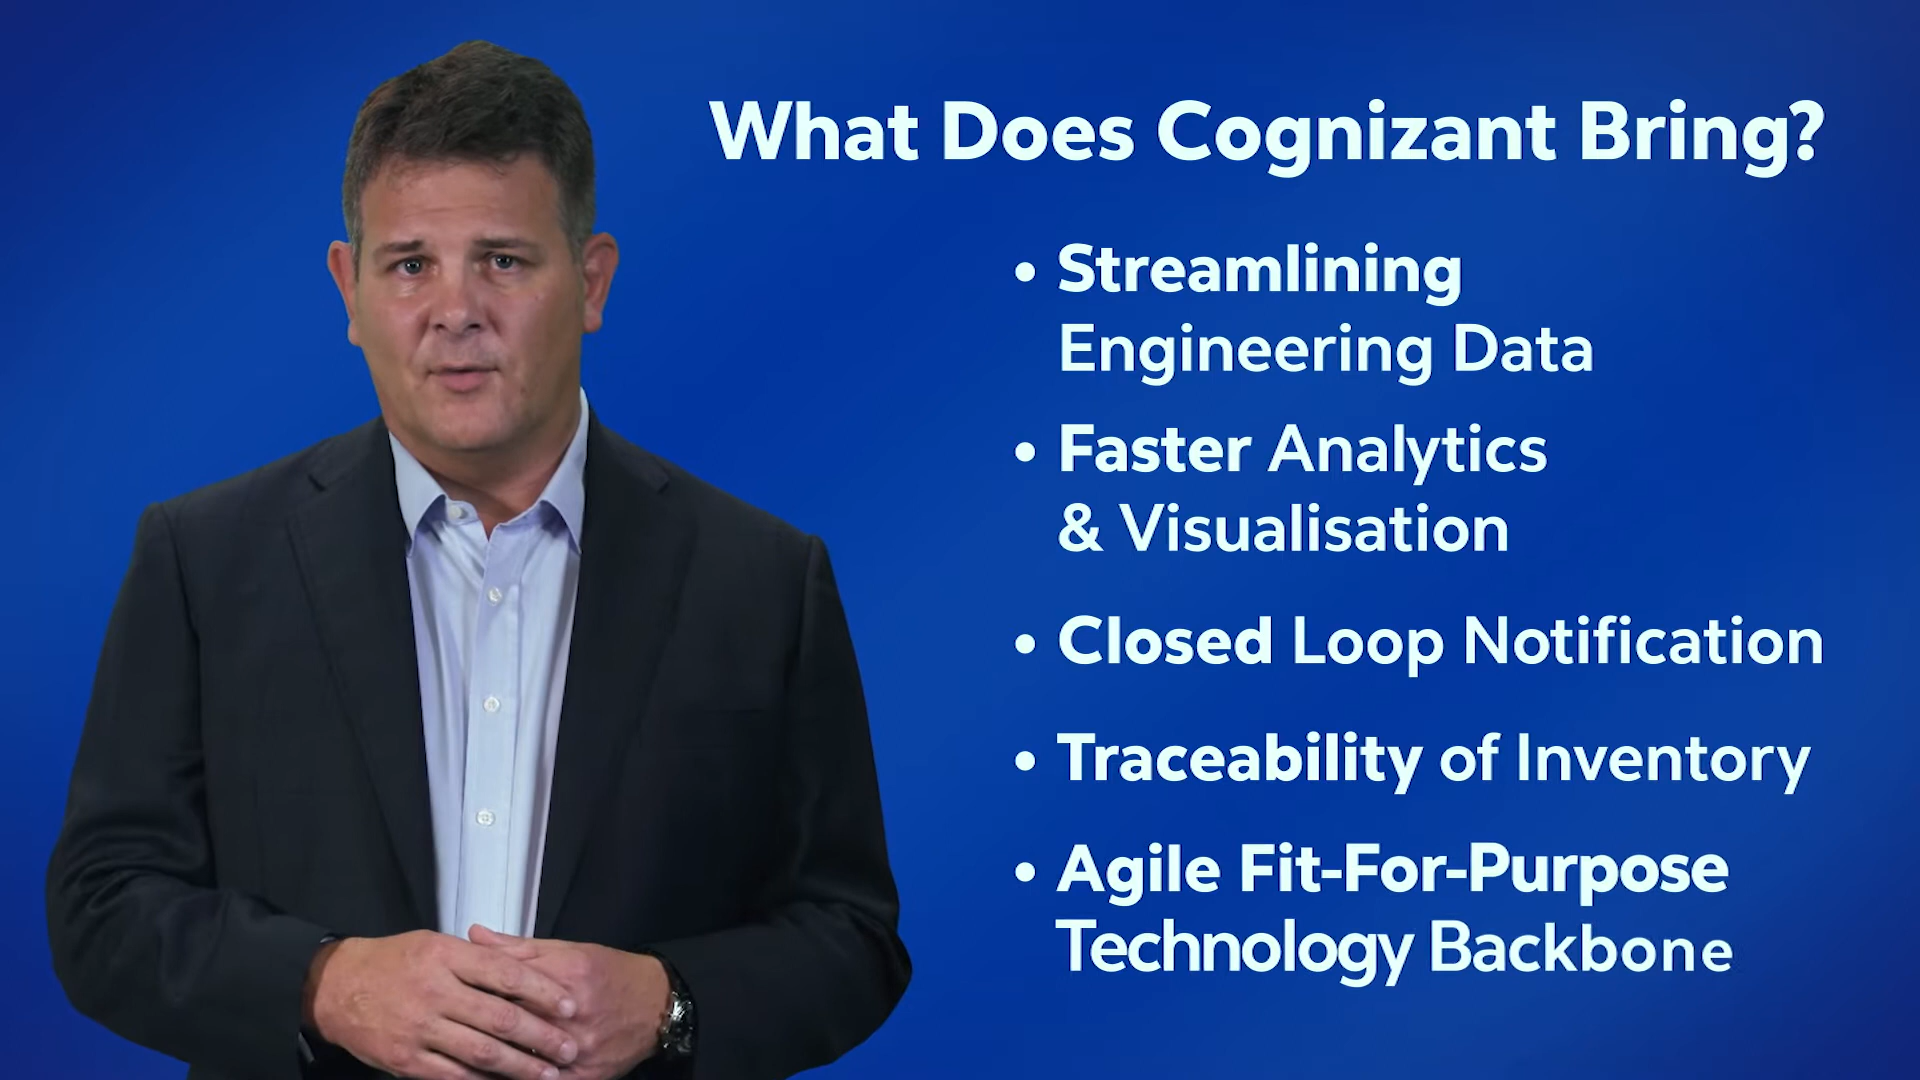 What Does Cognizant Bring?
• Streamlining
Engineering Data
• Faster Analytics
& Visualisation
• Closed Loop Notification
• Traceability of Inventory
• Agile Fit-For-Purpose
Technology Backbone